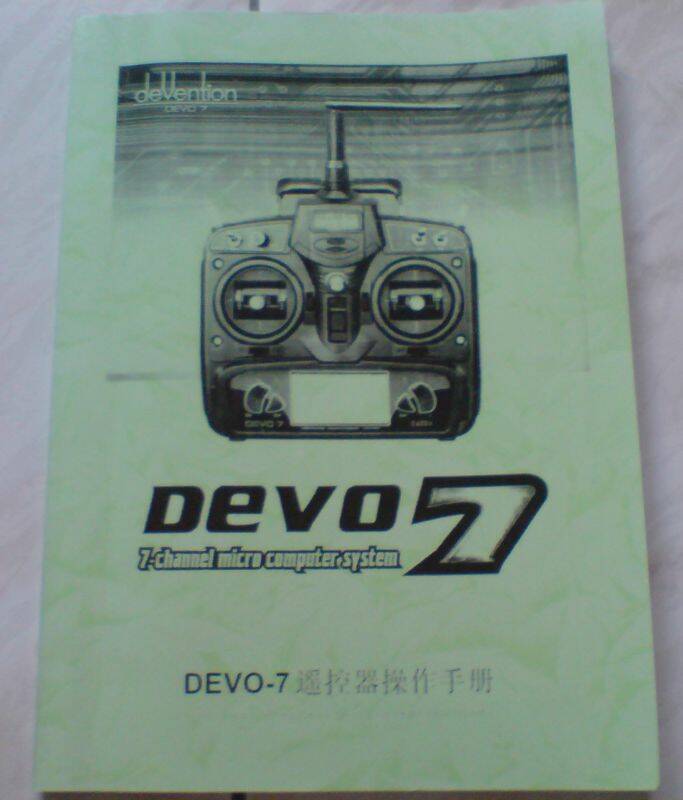 deVention
DEVO 7
DEVO 7
DEVO 7
7-channel micro computer system
DEVO-7 遥控器操作手册